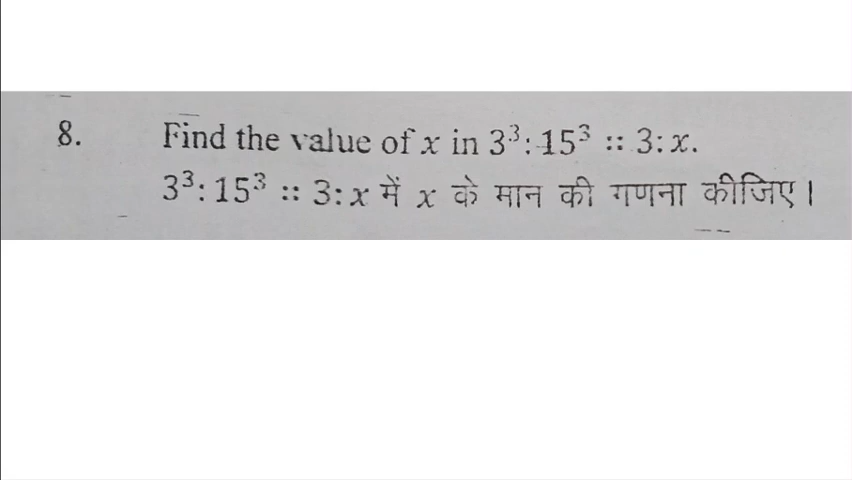 8. Find the value of x in 3³ : 15³ :: 3 : x.
3³ : 15³ :: 3 : x में x के मान की गणना कीजिए।